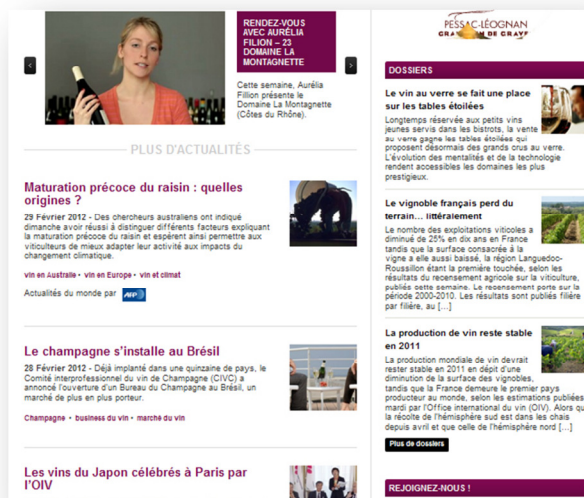 RENDEZ-VOUS
AVEC AURÉLIA
FILION – 23
DOMAINE LA
MONTAGNETTE
Cette semaine, Aurélia
Fillion présente le
Domaine La Montagnette
(Côtes du Rhône).
PLUS D'ACTUALITÉS
Maturation précoce du raisin : quelles
origines ?
29 Février 2012 - Des chercheurs australiens ont indiqué
dimanche avoir réussi à distinguer différents facteurs expliquant
la maturation précoce du raisin et espèrent ainsi permettre aux
viticulteurs de mieux adapter leur activité aux impacts du
changement climatique.
vin en Australie • vin en Europe • vin et climat
Actualités du monde par AFP
Le champagne s'installe au Brésil
28 Février 2012 - Déjà implanté dans une quinzaine de pays, le
Comité interprofessionnel du vin de Champagne (CIVC) a
annoncé l'ouverture d'un Bureau du Champagne au Brésil, un
marché de plus en plus porteur.
Champagne • business du vin • marché du vin
Les vins du Japon célébrés à Paris par
l'OIV
PESSAC-LÉOGNAN
DOSSIERS
Le vin au verre se fait une place
sur les tables étoilées
Longtemps réservée aux petits vins
jeunes servis dans les bistrots, la vente
au verre gagne les tables étoilées qui
proposent désormais des grands crus au verre.
L'évolution des mentalités et de la technologie
rendent accessibles les domaines les plus
prestigieux.
Le vignoble français perd du
terrain… littéralement
Le nombre des exploitations viticoles a
diminué de 25% en dix ans en France
tandis que la surface consacrée à la
vigne a elle aussi baissé, la région Languedoc-
Roussillon étant la première touchée, selon les
résultats du recensement agricole sur la viticulture,
publiés cette semaine. Le recensement porte sur la
période 2000-2010. Les résultats sont publiés filière
par filière, au […]
La production de vin reste stable
en 2011
La production mondiale de vin devrait
rester stable en 2011 en dépit d'une
diminution de la surface des vignobles,
tandis que la France demeure le premier pays
producteur au monde, selon les estimations publiées
mardi par l'Office international du vin (OIV). Alors que
la récolte de l'hémisphère sud est dans les chais
depuis avril et que celle de l'hémisphère nord […]
Plus de dossiers
REJOIGNEZ-NOUS !